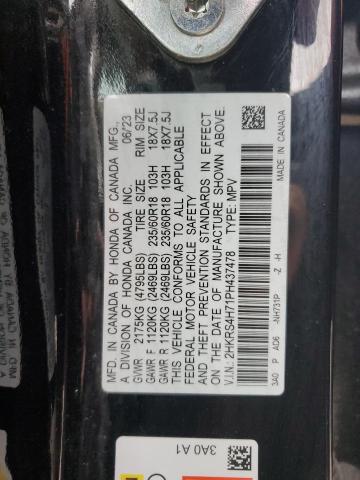 MFD. IN CANADA BY HONDA OF CANADA MFG.,
A DIVISION OF HONDA CANADA INC. 06/23
GVWR 2175KG (4795LBS) TIRE SIZE RIM SIZE
GAWR F 1120KG (2469LBS) 235/60R18 103H 18X7.5J
GAWR R 1120KG (2469LBS) 235/60R18 103H 18X7.5J
THIS VEHICLE CONFORMS TO ALL APPLICABLE
FEDERAL MOTOR VEHICLE SAFETY
AND THEFT PREVENTION STANDARDS IN EFFECT
ON THE DATE OF MANUFACTURE SHOWN ABOVE.
V.I.N.: 2HKRS4H71PH437478 TYPE: MPV
3A0 P AD6 -NH731P -Z -H MADE IN CANADA
3A0 A1